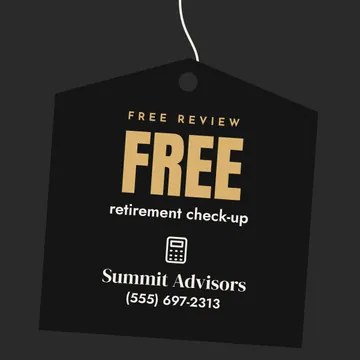 FREE REVIEW
FREE
retirement check-up
Summit Advisors
(555) 697-2313